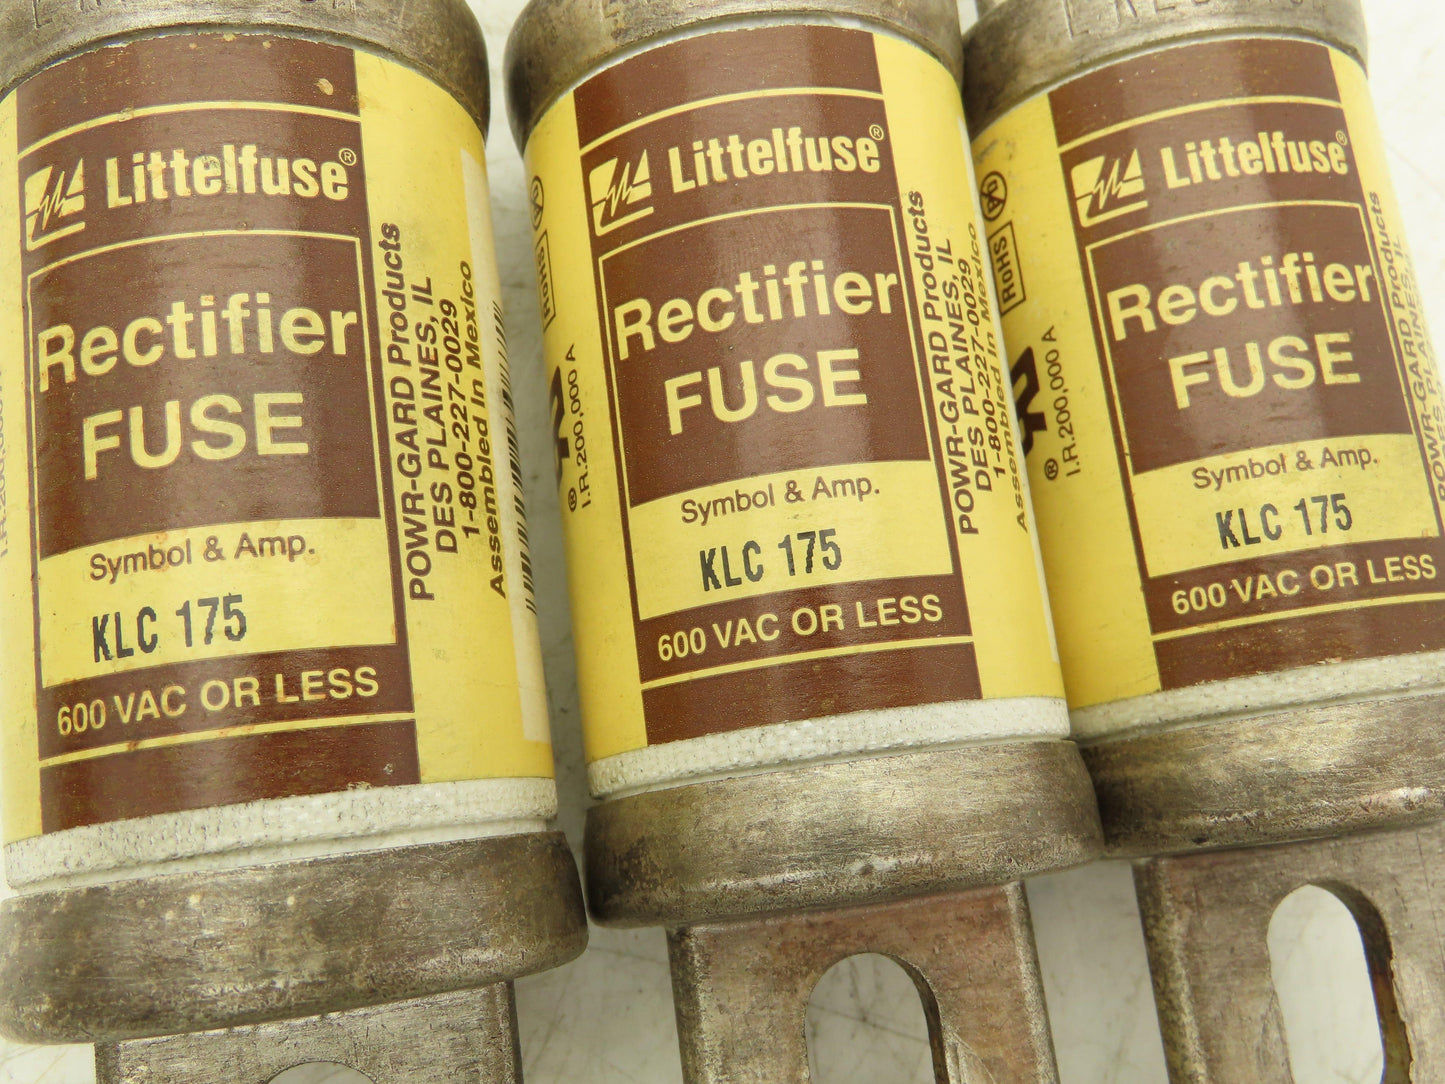 Littelfuse®
Rectifier
FUSE
Symbol & Amp.
KLC 175
600 VAC OR LESS
POWR-GARD Products
DES PLAINES, IL
1-800-227-0029
Assembled in Mexico
RoHS
® I.R.200,000 A
Littelfuse®
Rectifier
FUSE
Symbol & Amp.
KLC 175
600 VAC OR LESS
POWR-GARD Products
DES PLAINES, IL
1-800-227-0029
Assembled in Mexico
RoHS
® I.R.200,000 A
Littelfuse®
Rectifier
FUSE
Symbol & Amp.
KLC 175
600 VAC OR LESS
POWR-GARD Products